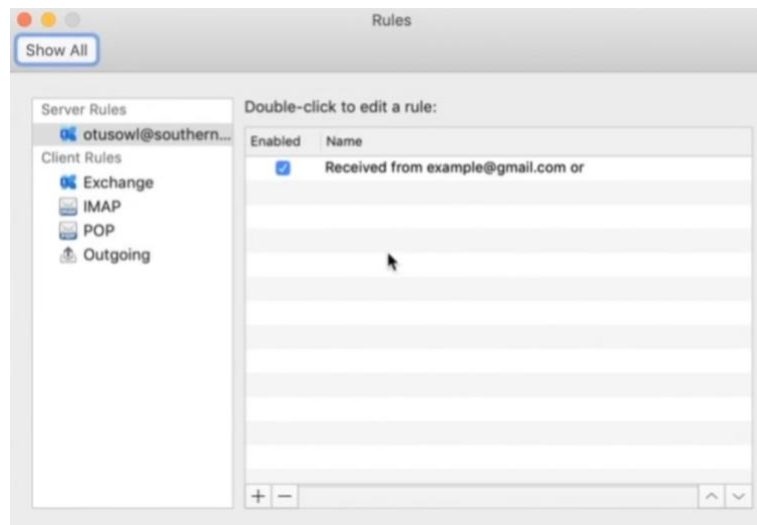 Rules
Show All
Server Rules
otusowl@southern...
Client Rules
Exchange
IMAP
POP
Outgoing
Double-click to edit a rule:
Enabled Name
Received from example@gmail.com or